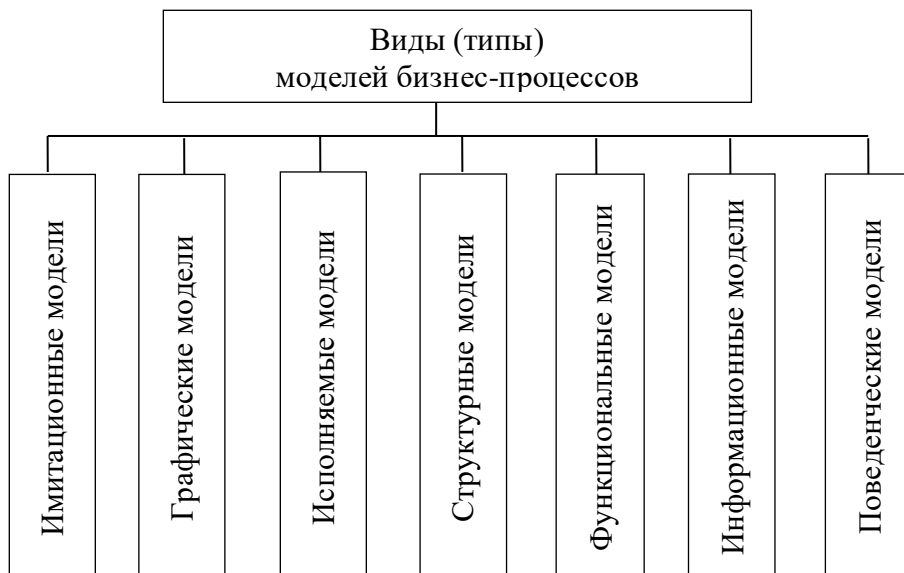 Виды (типы)
моделей бизнес-процессов
Имитационные модели
Графические модели
Исполняемые модели
Структурные модели
Функциональные модели
Информационные модели
Поведенческие модели